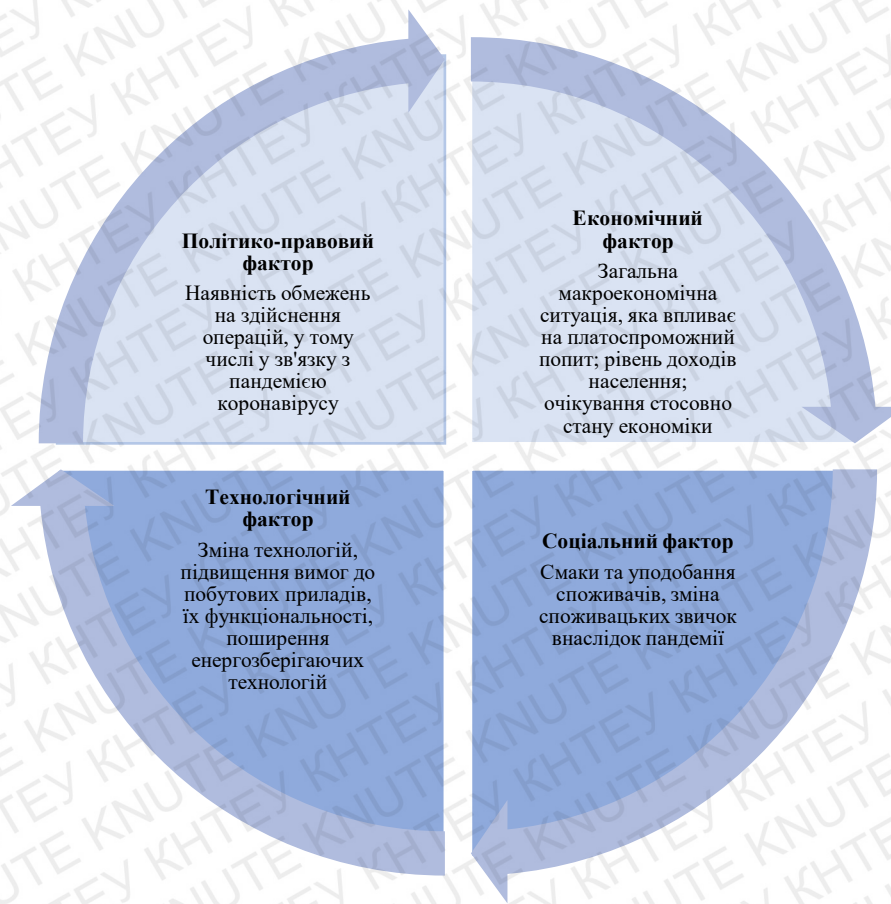 Політико-правовий
фактор
Наявність обмежень
на здійснення
операцій, у тому
числі у зв'язку з
пандемією
коронавірусу
Економічний
фактор
Загальна
макроекономічна
ситуація, яка впливає
на платоспроможний
попит; рівень доходів
населення;
очікування стосовно
стану економіки
Технологічний
фактор
Зміна технологій,
підвищення вимог до
побутових приладів,
їх функціональності,
поширення
енергозберігаючих
технологій
Соціальний фактор
Смаки та уподобання
споживачів, зміна
споживацьких звичок
внаслідок пандемії